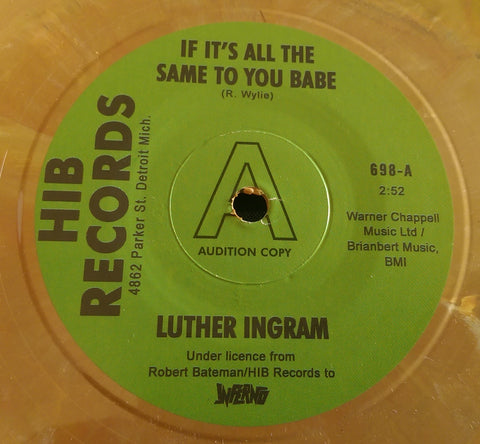 IF IT'S ALL THE
SAME TO YOU BABE
(R. Wylie)
HIB
RECORDS
4862 Parker St. Detroit Mich.
A
AUDITION COPY
698-A
2:52
Warner Chappell
Music Ltd /
Brianbert Music,
BMI
LUTHER INGRAM
Under licence from
Robert Bateman/HIB Records to
INFERNO